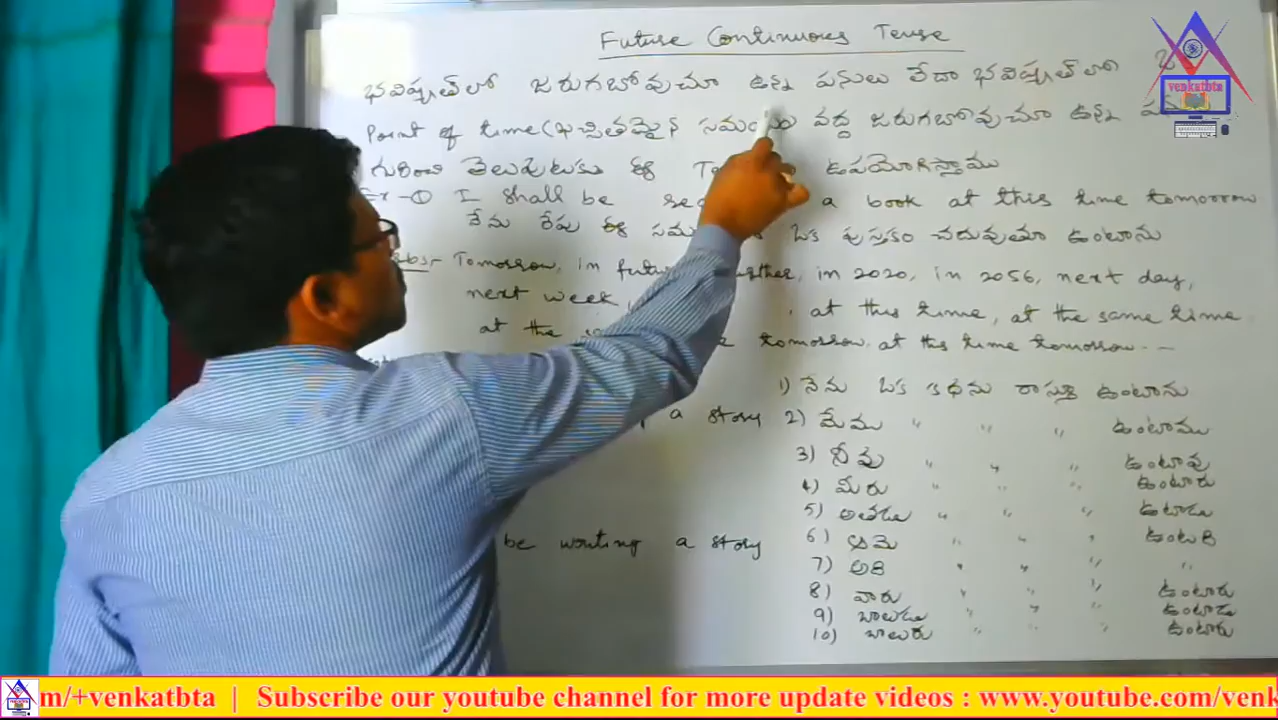 Future Continuous Tense
భవిష్యత్ లో జరుగబోవుచూ ఉన్న పనులు లేదా భవిష్యత్ లో
Point of time (ఖచ్చితమైన వద్ద జరుగబోవుచూ ఉన్న
గురించి తెలుపుటకు ఈ ఉపయోగిస్తాము
Ex-① I shall be a book at this time tomorrow
నేను రేపు ఈ ఒక పుస్తకం చదువుతూ ఉంటాను
Tomorrow, in in 2020, in 2056, next day,
next week, at this time, at the same time
at the tomorrow, at this time tomorrow ---
1) నేను ఒక కథను రాస్తూ ఉంటాను
a story 2) మేము " " " ఉంటాము
3) నీవు " " " ఉంటావు
4) మీరు " " " ఉంటారు
5) అతడు " " " ఉంటాడు
be writing a story 6) ఆమె " " " ఉంటుంది
7) అది " " " "
8) వారు " " " ఉంటారు
9) బాలుడు " " " ఉంటాడు
10) బాలురు " " " ఉంటారు
venkatbta
m/+venkatbta | Subscribe our youtube channel for more update videos : www.youtube.com/venk